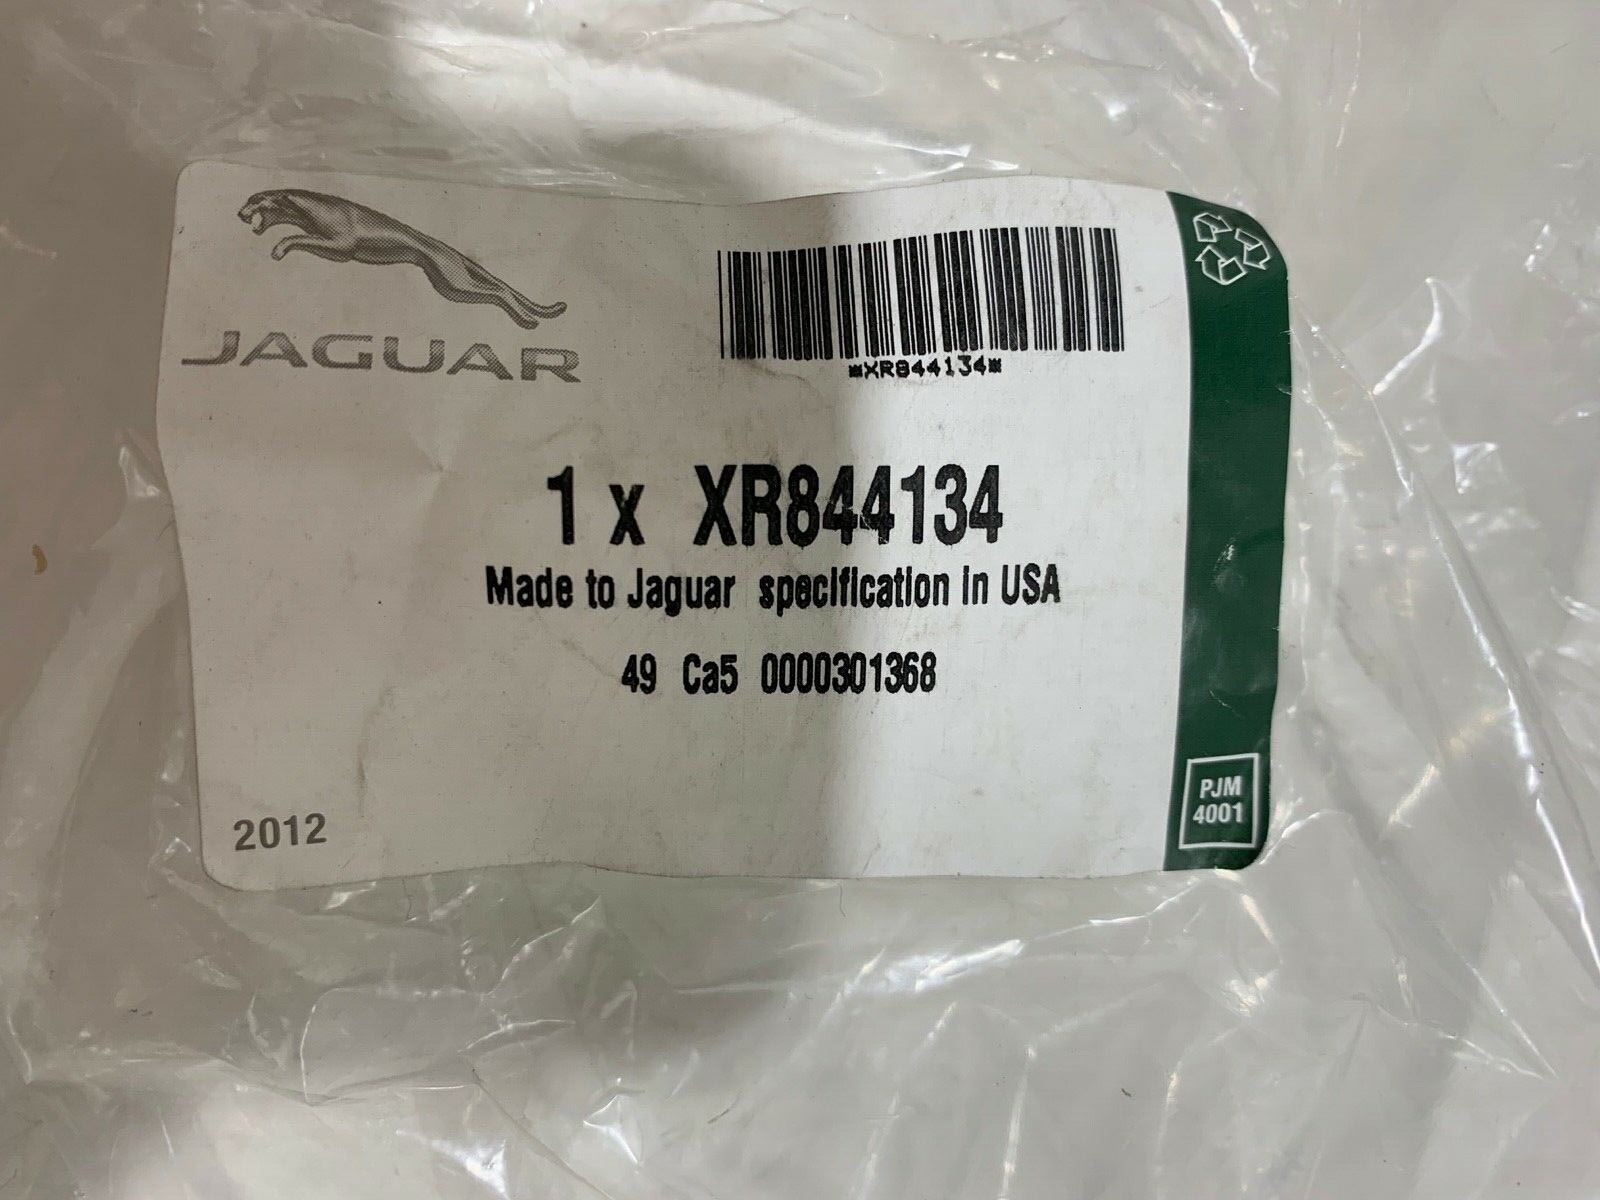 JAGUAR
*XR844134*
1 x XR844134
Made to Jaguar specification in USA
49 Ca5 0000301368
2012
PJM
4001